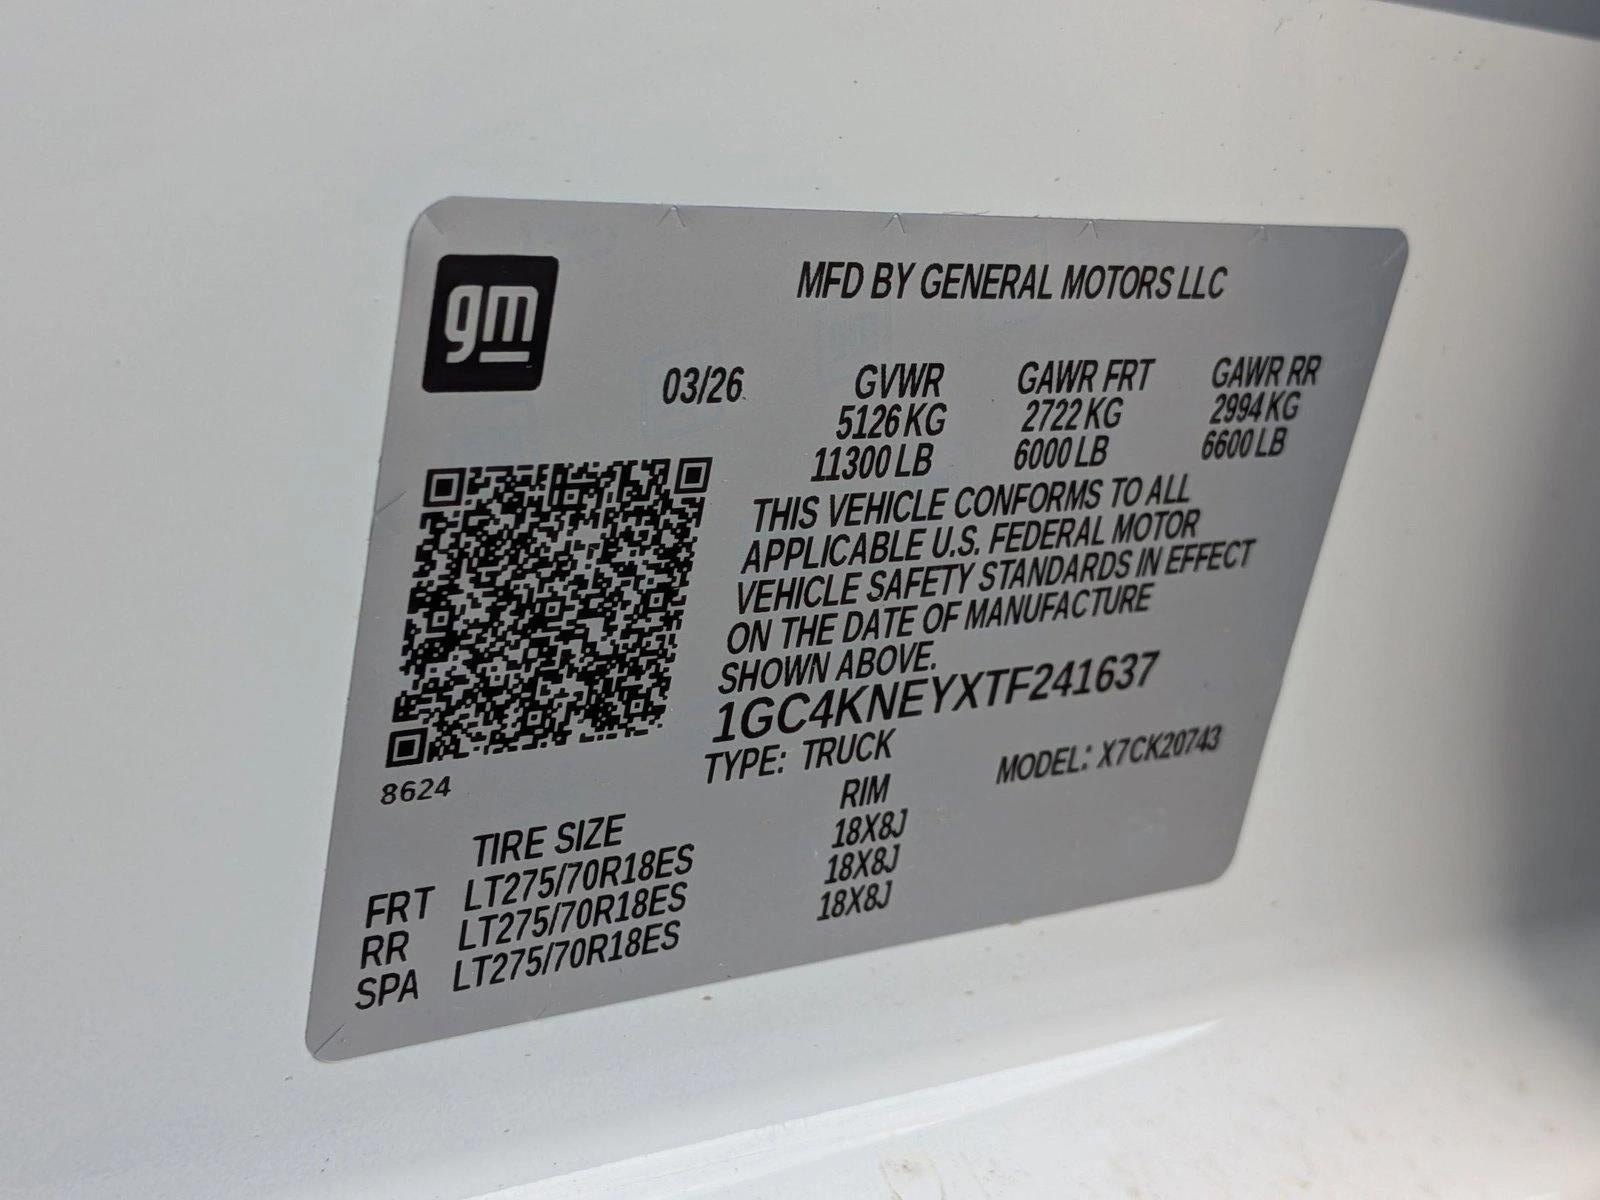 gm
MFD BY GENERAL MOTORS LLC
03/26 GVWR GAWR FRT GAWR RR
5126 KG 2722 KG 2994 KG
11300 LB 6000 LB 6600 LB
THIS VEHICLE CONFORMS TO ALL
APPLICABLE U.S. FEDERAL MOTOR
VEHICLE SAFETY STANDARDS IN EFFECT
ON THE DATE OF MANUFACTURE
SHOWN ABOVE.
1GC4KNEYXTF241637
TYPE: TRUCK MODEL: X7CK20743
8624
TIRE SIZE RIM
FRT LT275/70R18ES 18X8J
RR LT275/70R18ES 18X8J
SPA LT275/70R18ES 18X8J